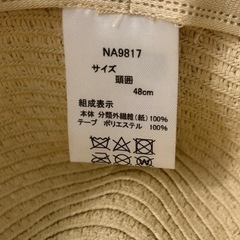 NA9817
サイズ
頭囲
48cm
組成表示
本体 分類外繊維(紙)100%
テープ ポリエステル 100%